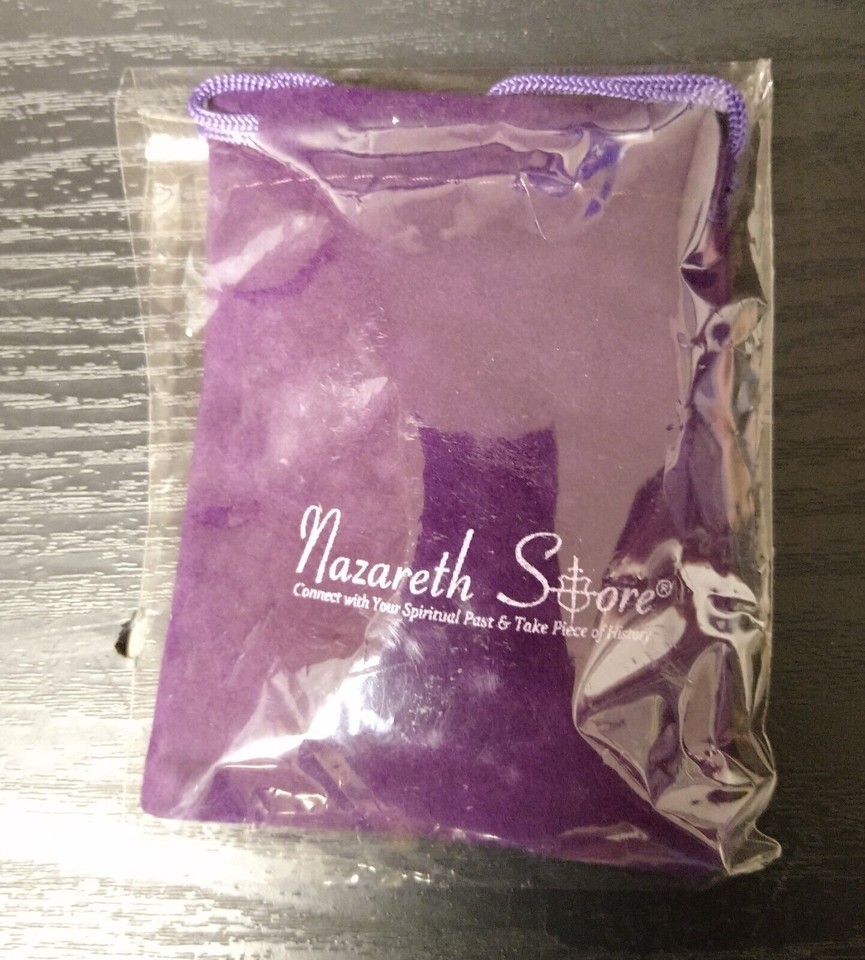 Nazareth Store®
Connect with Your Spiritual Past & Take Piece of History